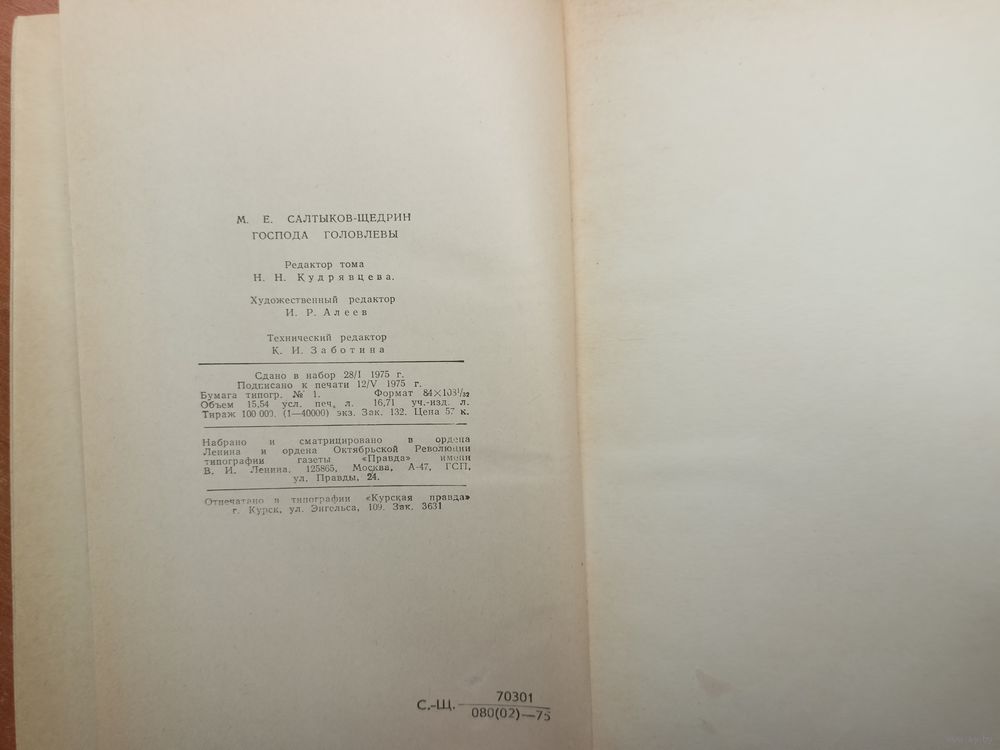 М. Е. САЛТЫКОВ-ЩЕДРИН
ГОСПОДА ГОЛОВЛЕВЫ
Редактор тома
Н. Н. Кудрявцева.
Художественный редактор
И. Р. Алеев
Технический редактор
К. И. Заботина
Сдано в набор 28/I 1975 г.
Подписано к печати 12/V 1975 г.
Бумага типогр. № 1. Формат 84×108¹/₃₂
Объем 15,54 усл. печ. л. 16,71 уч.-изд. л.
Тираж 100 000. (1—40000) экз. Зак. 132. Цена 57 к.
Набрано и сматрицировано в ордена
Ленина и ордена Октябрьской Революции
типографии газеты «Правда» имени
В. И. Ленина. 125865, Москва, А-47, ГСП,
ул. Правды, 24.
Отпечатано в типографии «Курская правда»
г. Курск, ул. Энгельса, 109. Зак. 3631
С.-Щ. 70301
080(02)—75